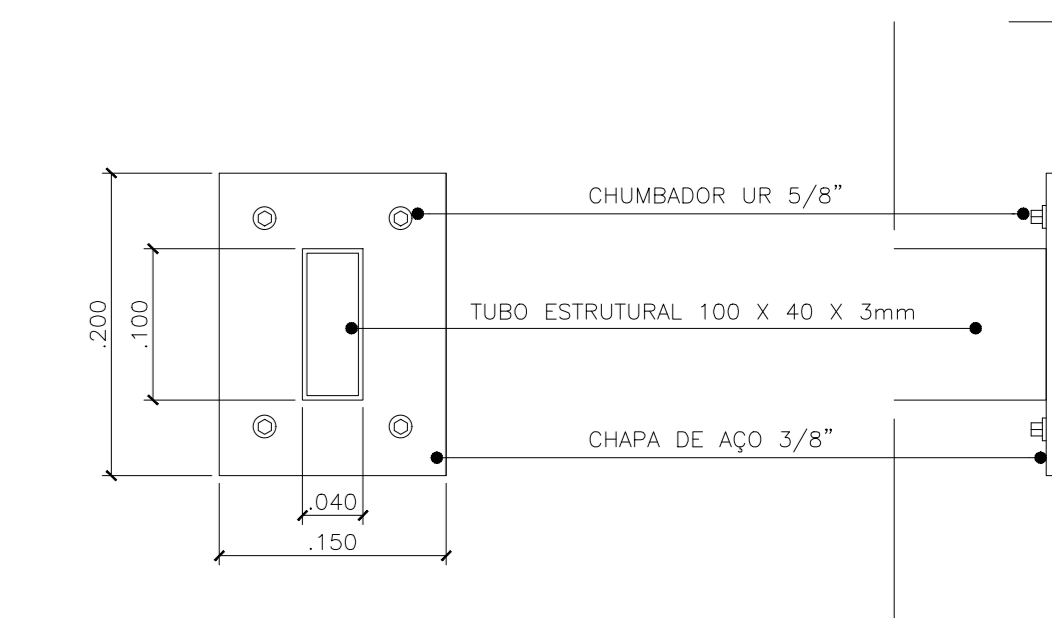 CHUMBADOR UR 5/8”
.200
.100
TUBO ESTRUTURAL 100 X 40 X 3mm
CHAPA DE AÇO 3/8”
.040
.150